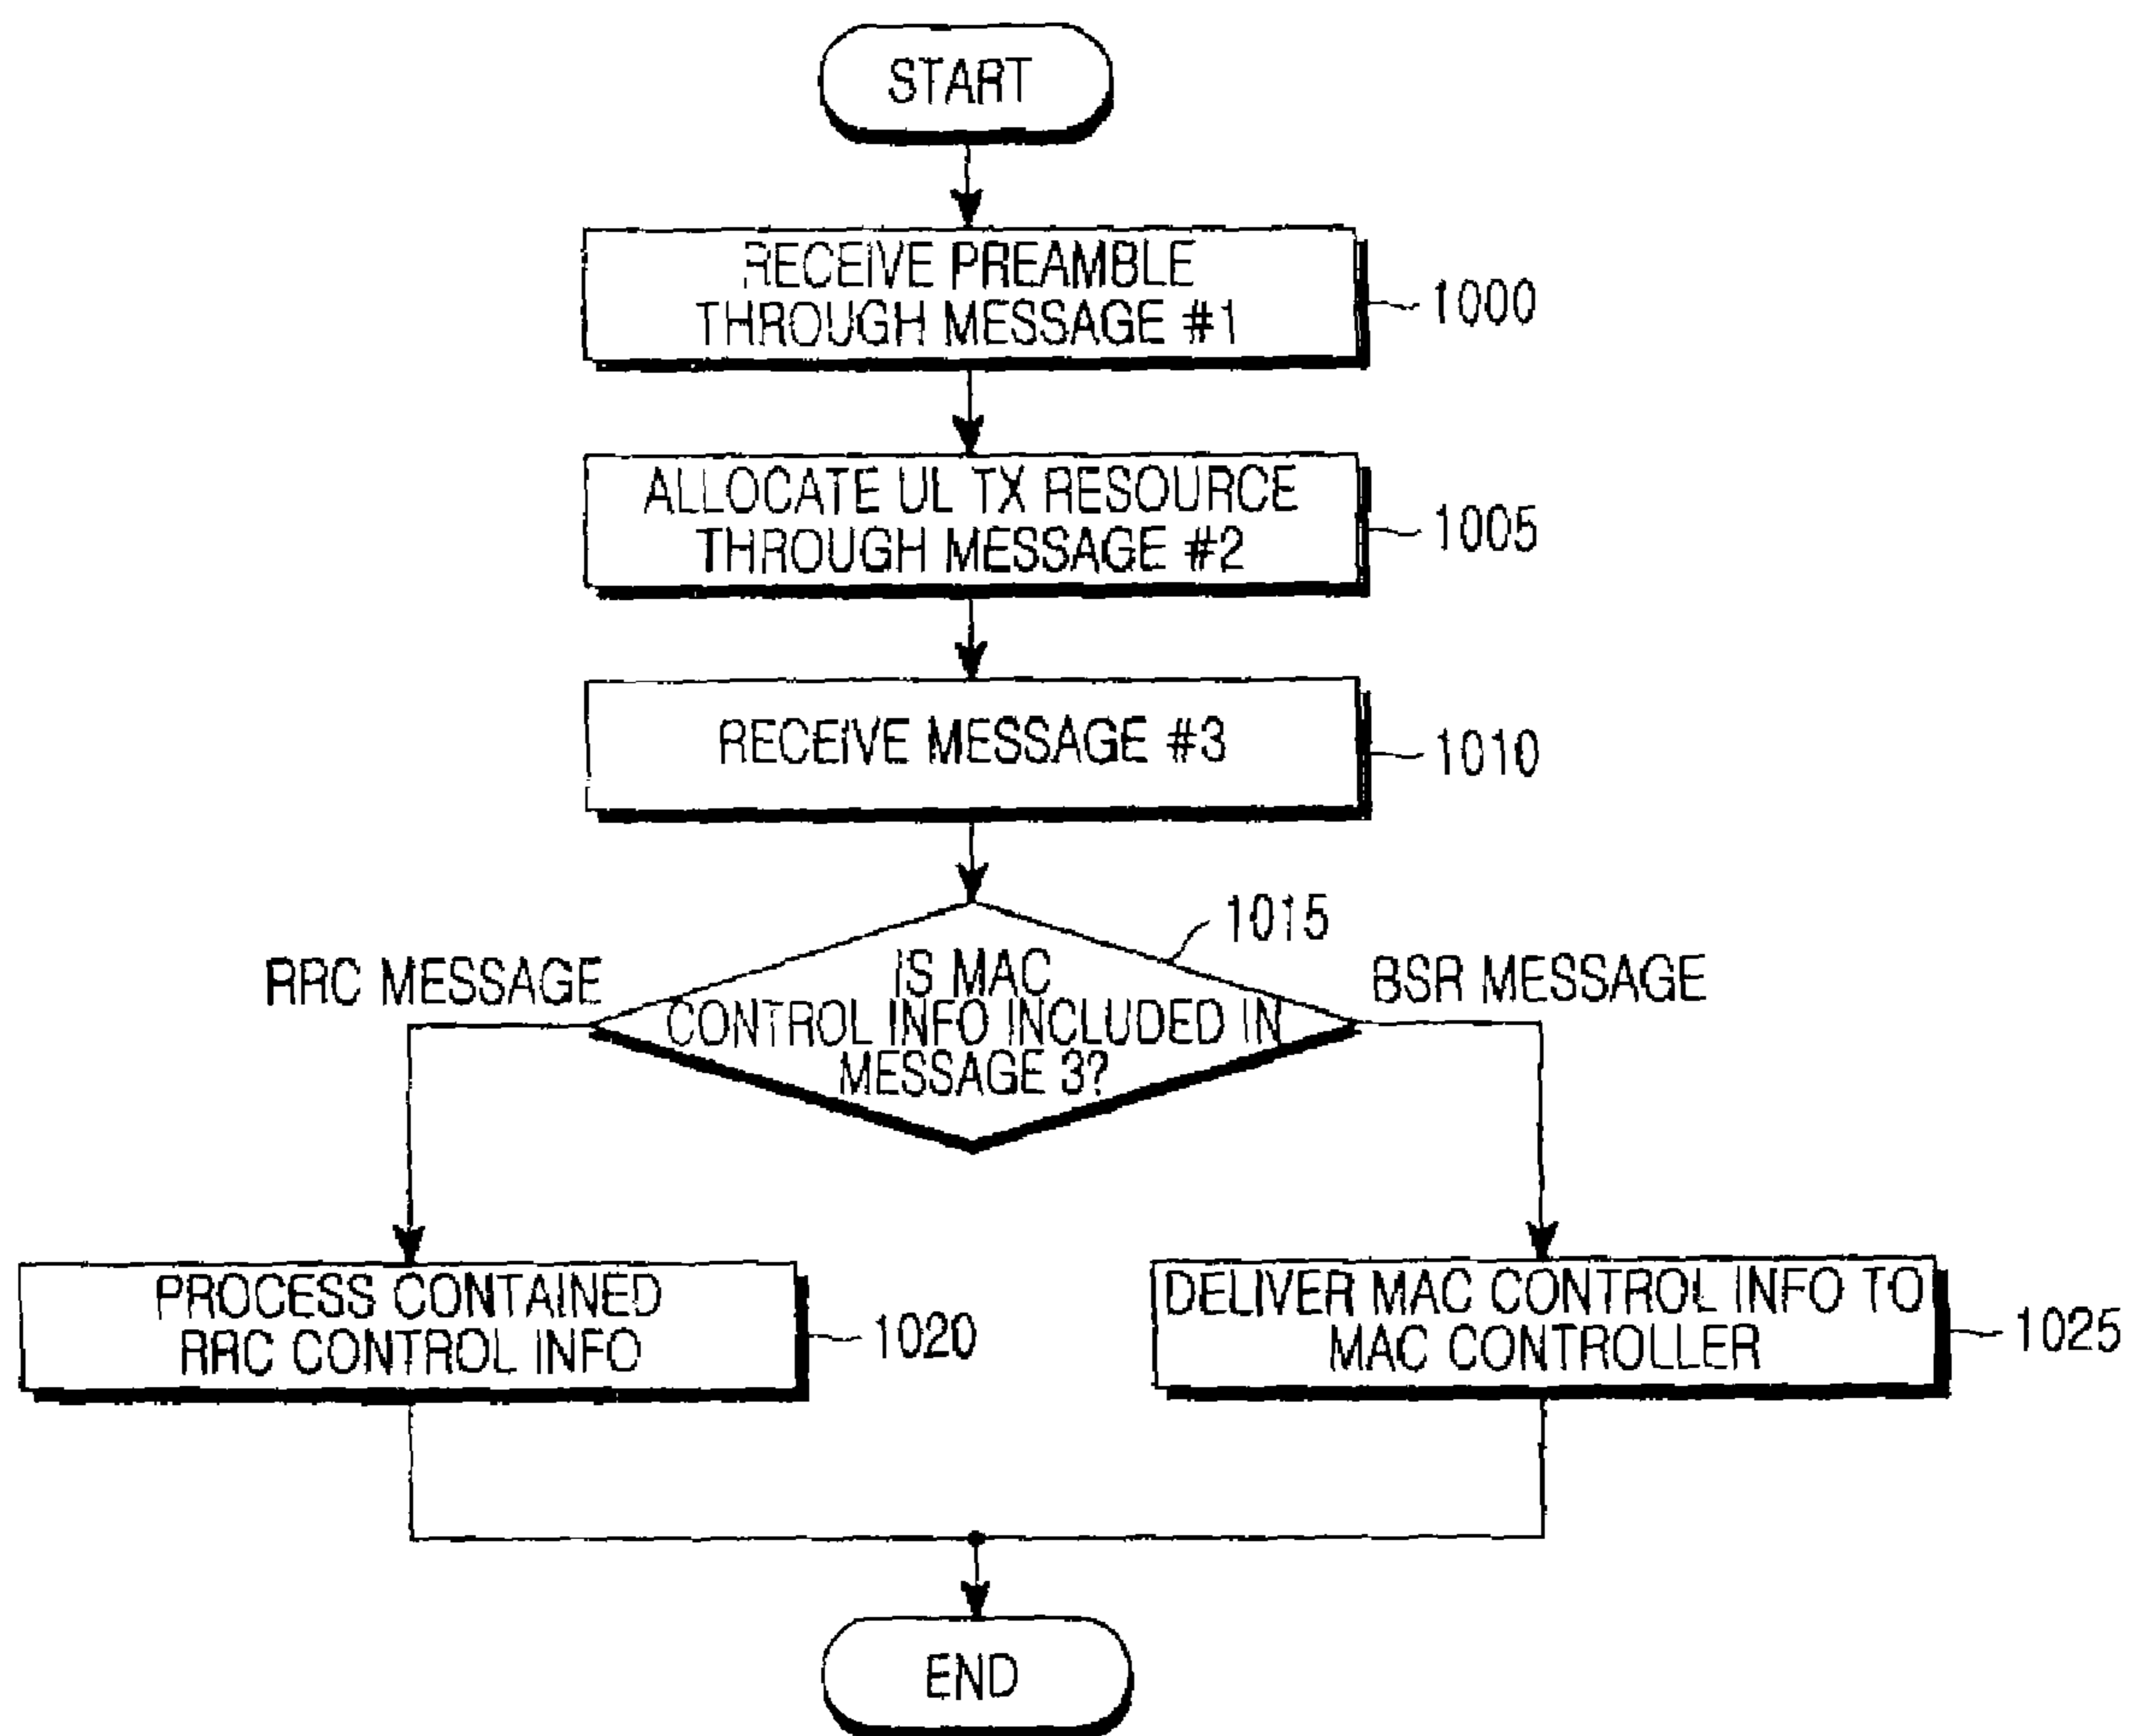 START
RECEIVE PREAMBLE
THROUGH MESSAGE #1
1000
ALLOCATE UL TX RESOURCE
THROUGH MESSAGE #2
1005
RECEIVE MESSAGE #3
1010
1015
RRC MESSAGE
IS MAC
CONTROL INFO INCLUDED IN
MESSAGE 3?
BSR MESSAGE
PROCESS CONTAINED
RRC CONTROL INFO
1020
DELIVER MAC CONTROL INFO TO
MAC CONTROLLER
1025
END